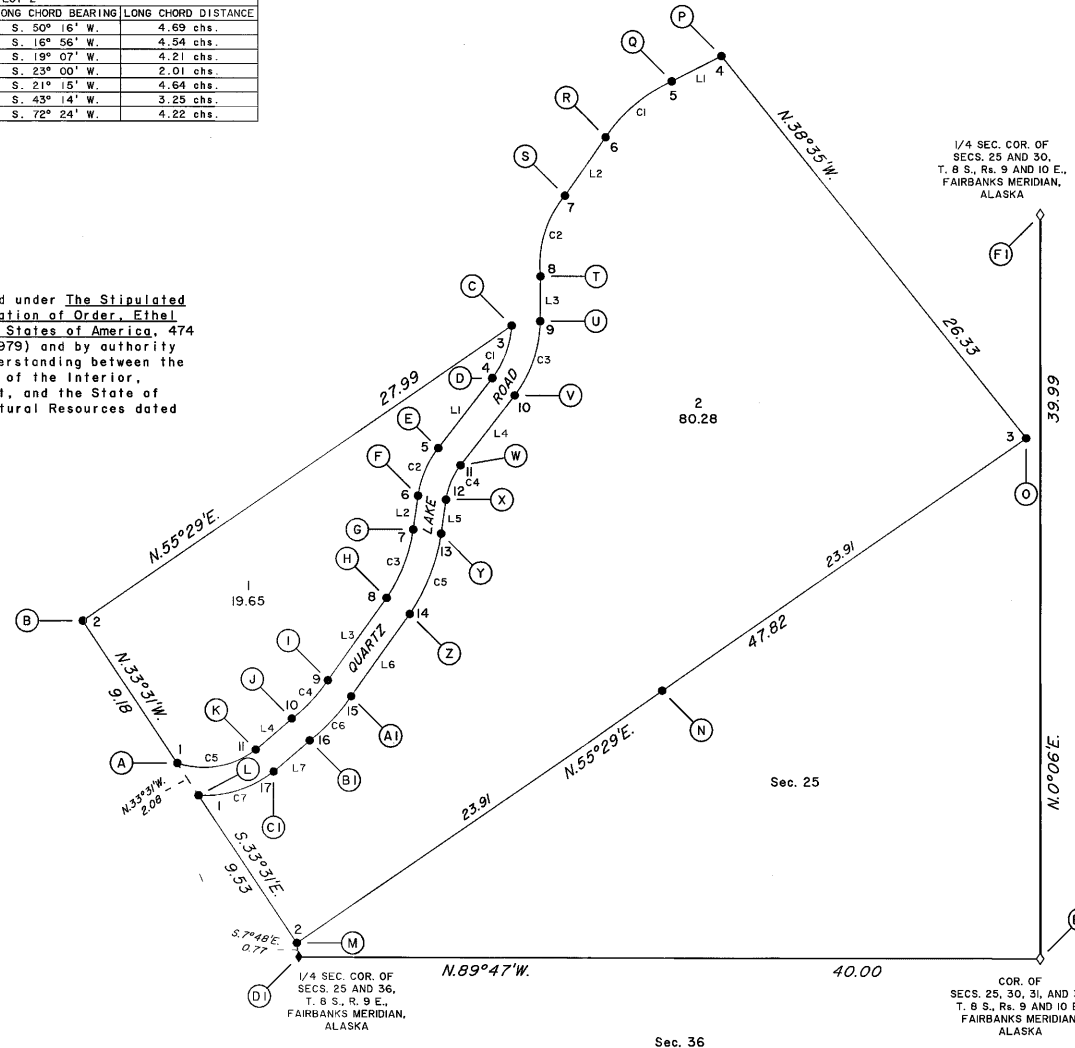 LONG CHORD BEARING LONG CHORD DISTANCE
S. 50° 16' W. 4.69 chs.
S. 16° 56' W. 4.54 chs.
S. 19° 07' W. 4.21 chs.
S. 23° 00' W. 2.01 chs.
S. 21° 15' W. 4.64 chs.
S. 43° 14' W. 3.25 chs.
S. 72° 24' W. 4.22 chs.
under The Stipulated
of Order, Ethel
States of America, 474
and by authority
between the
of the Interior,
and the State of
Resources dated
P
4
Q
5
L1
C1
R
6
L2
S
7
C2
8
T
L3
9
U
C3
10
V
L4
W
11
C4
12
X
L5
13
Y
C5
14
Z
L6
15
A1
C6
16
B1
L7
17
C1
C7
N.38°35'W.
26.33
1/4 SEC. COR. OF
SECS. 25 AND 30,
T. 8 S., Rs. 9 AND 10 E.,
FAIRBANKS MERIDIAN,
ALASKA
F1
39.99
N.0°06'E.
2
80.28
3
O
C
3
C1
4
D
L1
E
5
C2
F
6
L2
G
7
C3
H
8
L3
I
9
C4
J
10
L4
K
11
C5
A
1
L
1
ROAD
LAKE
QUARTZ
27.99
N.55°29'E.
1
19.65
B
2
N.33°31'W.
9.18
N.33°31'W.
2.08
S.33°31'E.
9.53
23.91
47.82
N
N.55°29'E.
23.91
Sec. 25
2
M
S.7°48'E.
0.77
D1
1/4 SEC. COR. OF
SECS. 25 AND 36,
T. 8 S., R. 9 E.,
FAIRBANKS MERIDIAN,
ALASKA
N.89°47'W.
40.00
COR. OF
SECS. 25, 30, 31, AND
T. 8 S., Rs. 9 AND 10
FAIRBANKS MERIDIAN
ALASKA
Sec. 36